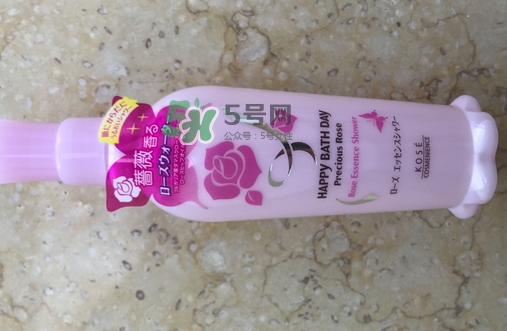 薔薇香る
ローズウォーター
5号网
公众号：5号女性
HAPPY BATH DAY
Precious Rose
Rose Essence Shower
ローズ エッセンスシャワー
KOSÉ
COSMENIENCE